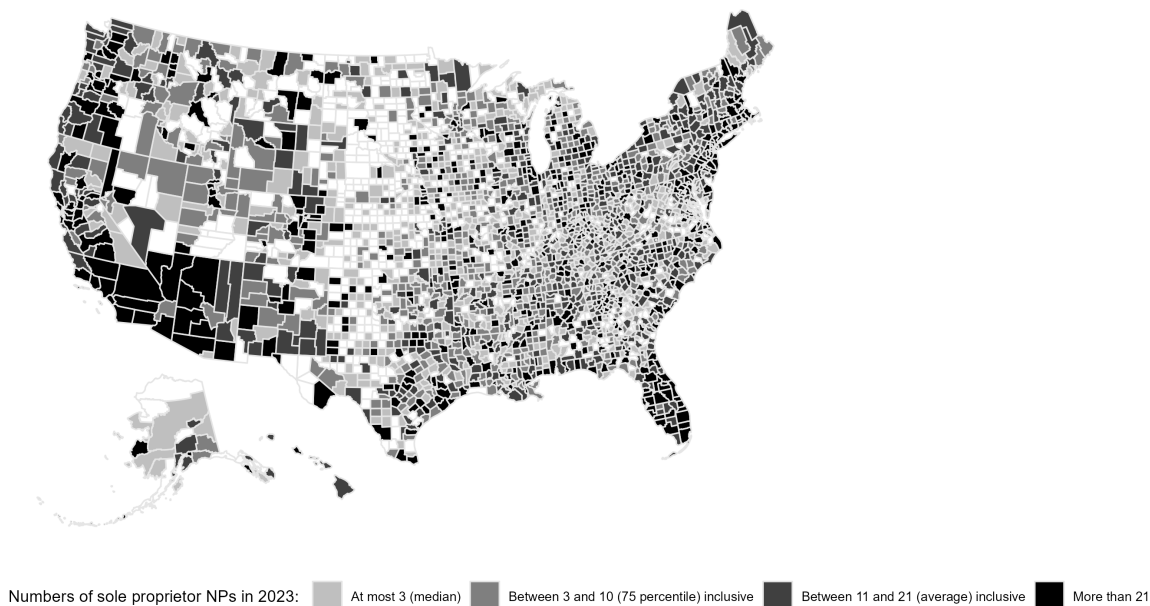 Numbers of sole proprietor NPs in 2023: At most 3 (median) Between 3 and 10 (75 percentile) inclusive Between 11 and 21 (average) inclusive More than 21